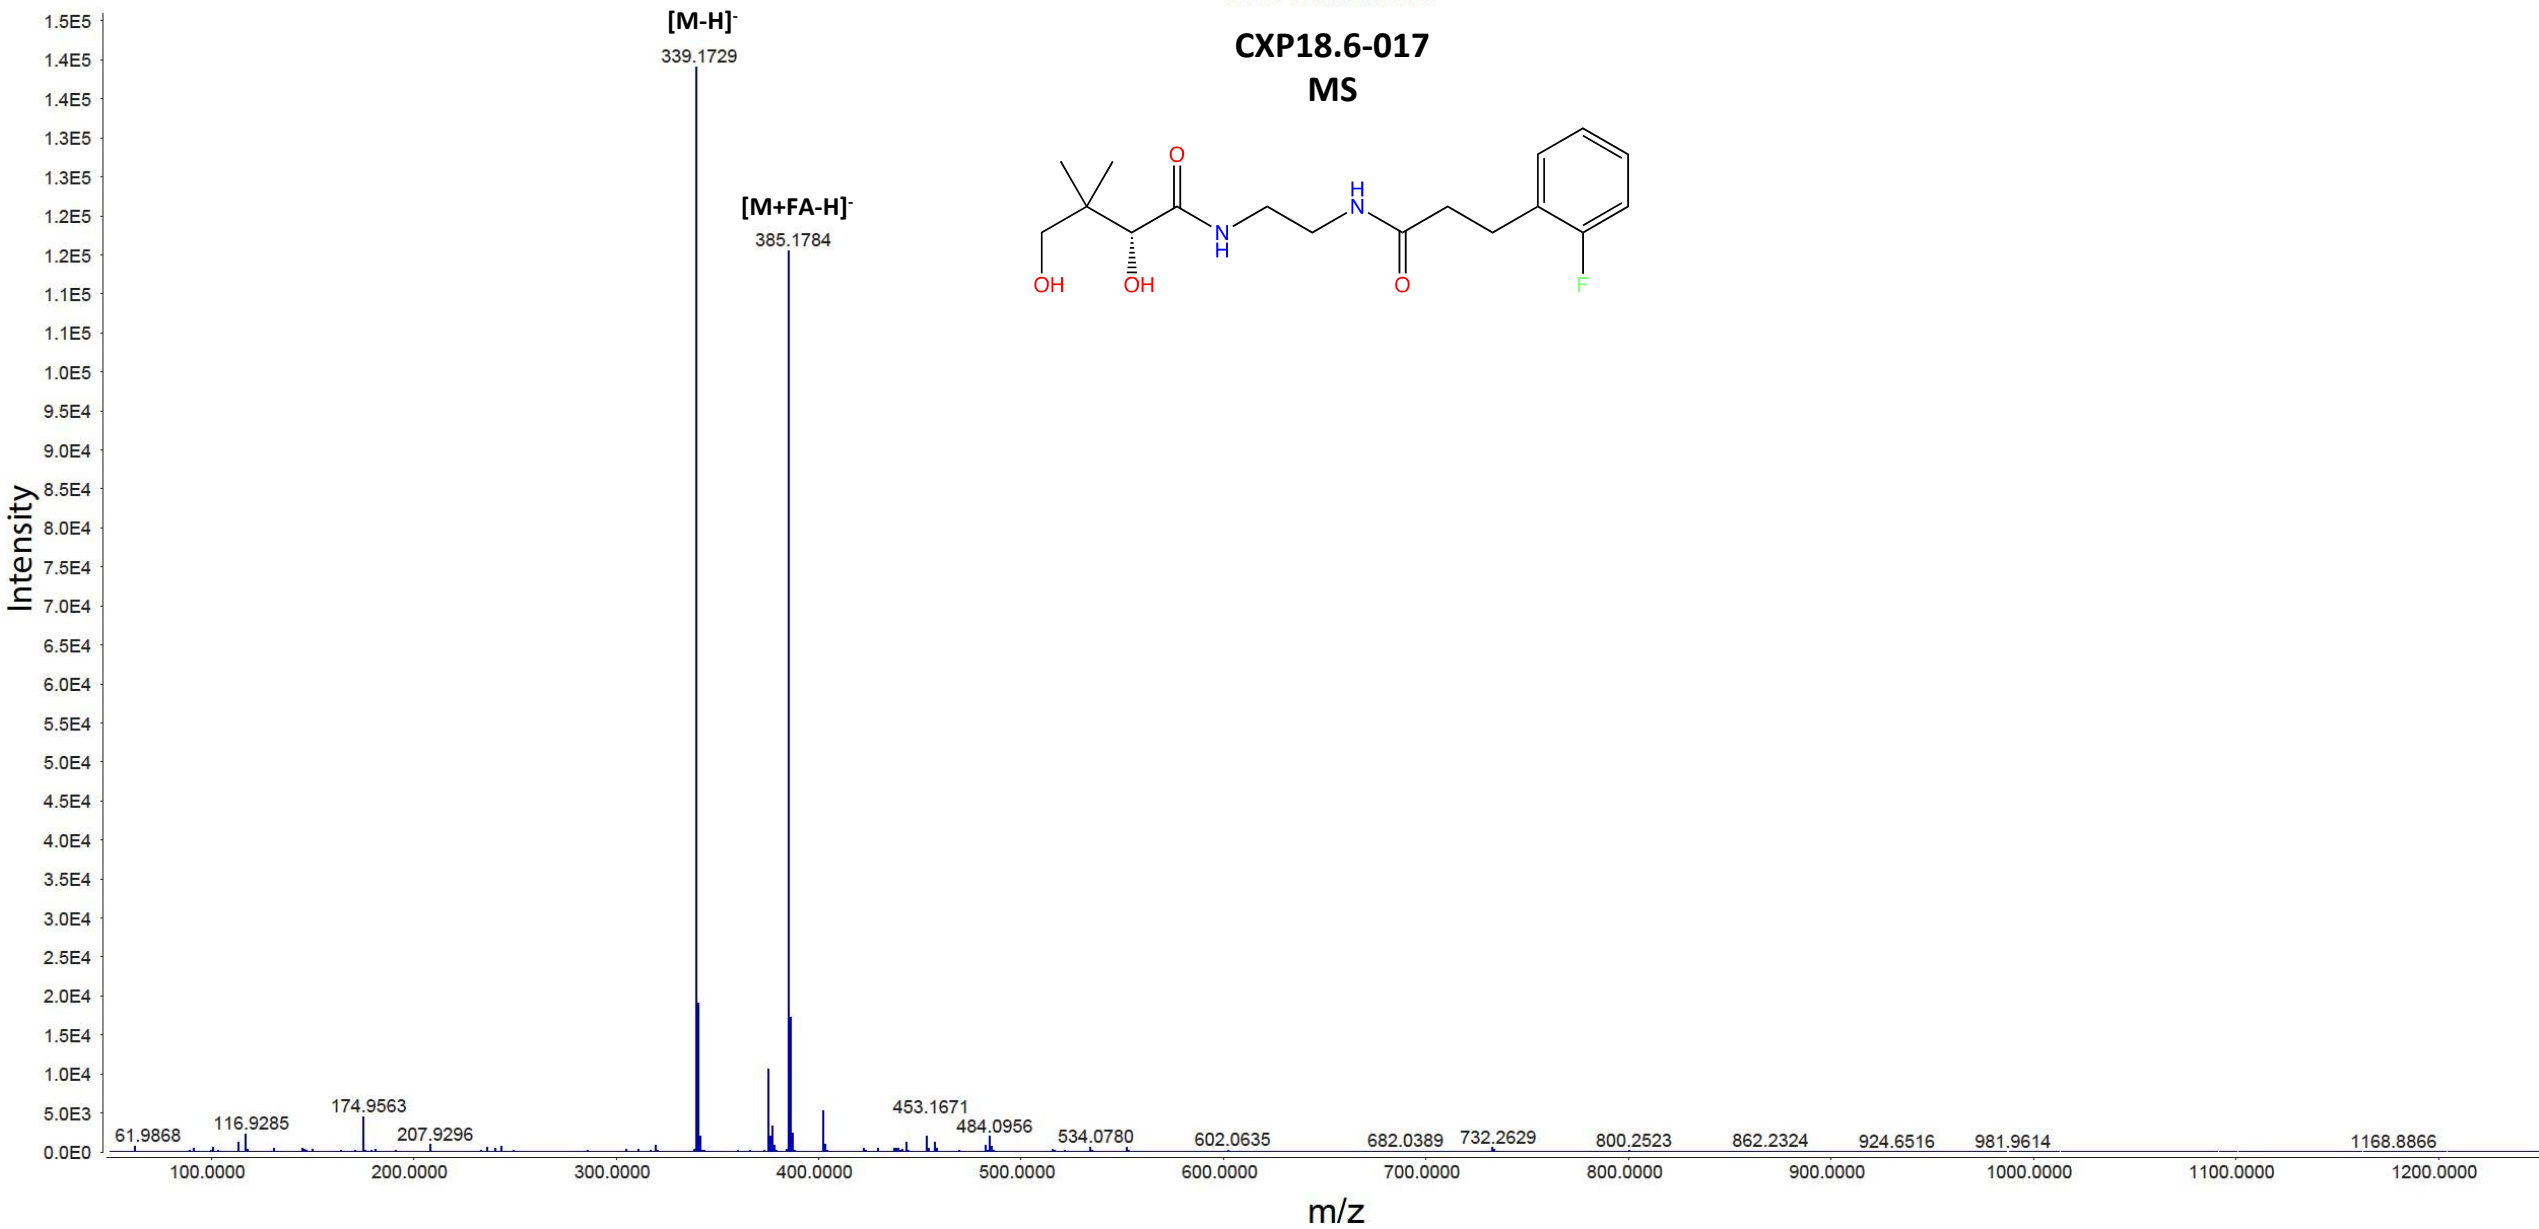 [M-H]-
339.1729
CXP18.6-017
MS
[M+FA-H]-
385.1784
O
H
N
N
H
O
OH
OH
F
Intensity
1.5E5
1.4E5
1.4E5
1.3E5
1.3E5
1.2E5
1.2E5
1.1E5
1.1E5
1.0E5
9.5E4
9.0E4
8.5E4
8.0E4
7.5E4
7.0E4
6.5E4
6.0E4
5.5E4
5.0E4
4.5E4
4.0E4
3.5E4
3.0E4
2.5E4
2.0E4
1.5E4
1.0E4
5.0E3
0.0E0
61.9868
116.9285
174.9563
207.9296
453.1671
484.0956
534.0780
602.0635
682.0389
732.2629
800.2523
862.2324
924.6516
981.9614
1168.8866
100.0000 200.0000 300.0000 400.0000 500.0000 600.0000 700.0000 800.0000 900.0000 1000.0000 1100.0000 1200.0000
m/z